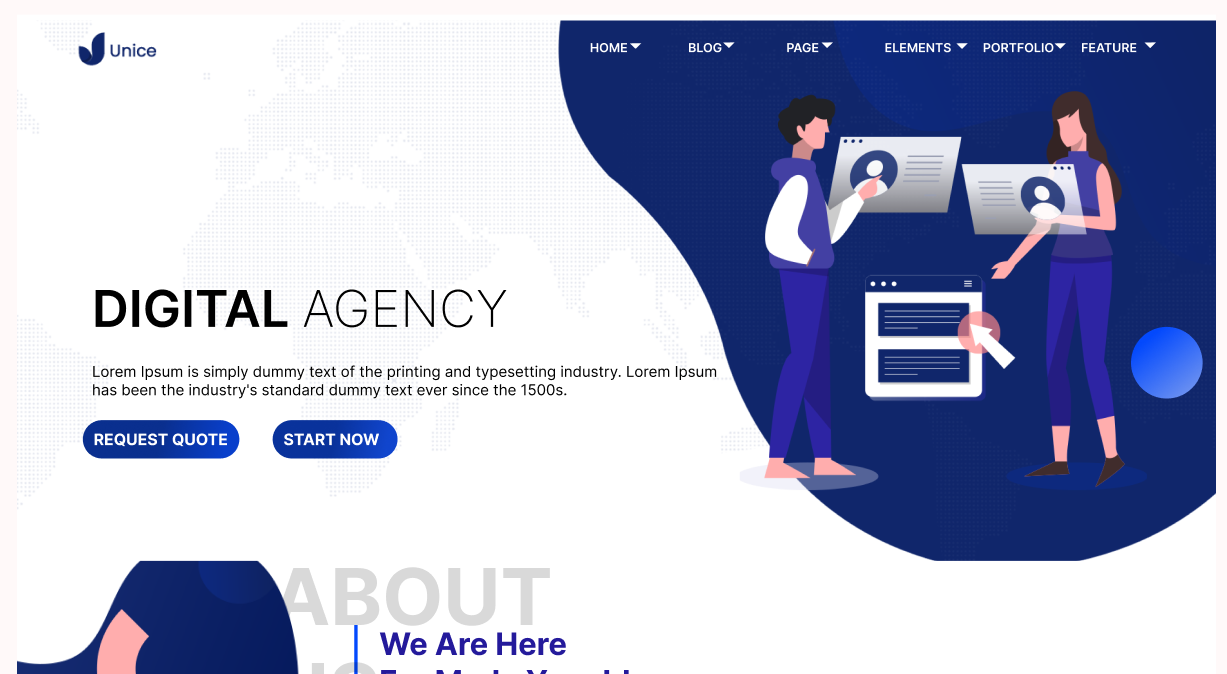 Unice
HOME BLOG PAGE ELEMENTS PORTFOLIO FEATURE
DIGITAL AGENCY
Lorem Ipsum is simply dummy text of the printing and typesetting industry. Lorem Ipsum
has been the industry's standard dummy text ever since the 1500s.
REQUEST QUOTE START NOW
ABOUT
We Are Here